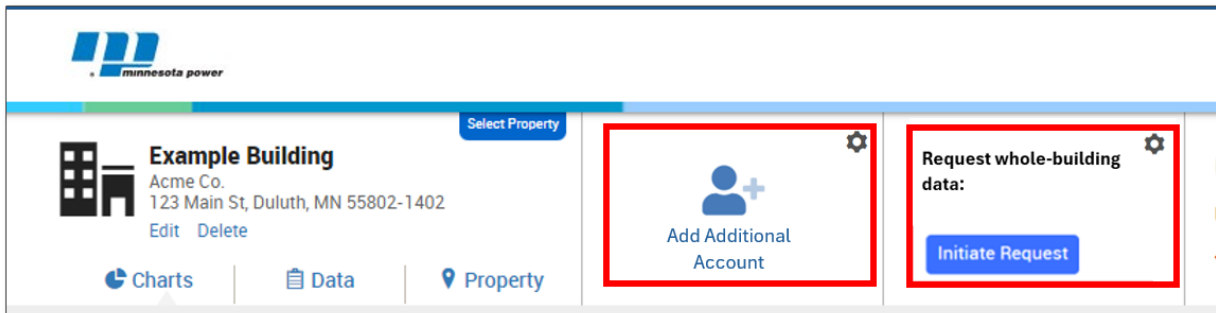 minnesota power
Select Property
Example Building
Acme Co.
123 Main St, Duluth, MN 55802-1402
Edit Delete
Charts
Data
Property
Add Additional
Account
Request whole-building
data:
Initiate Request